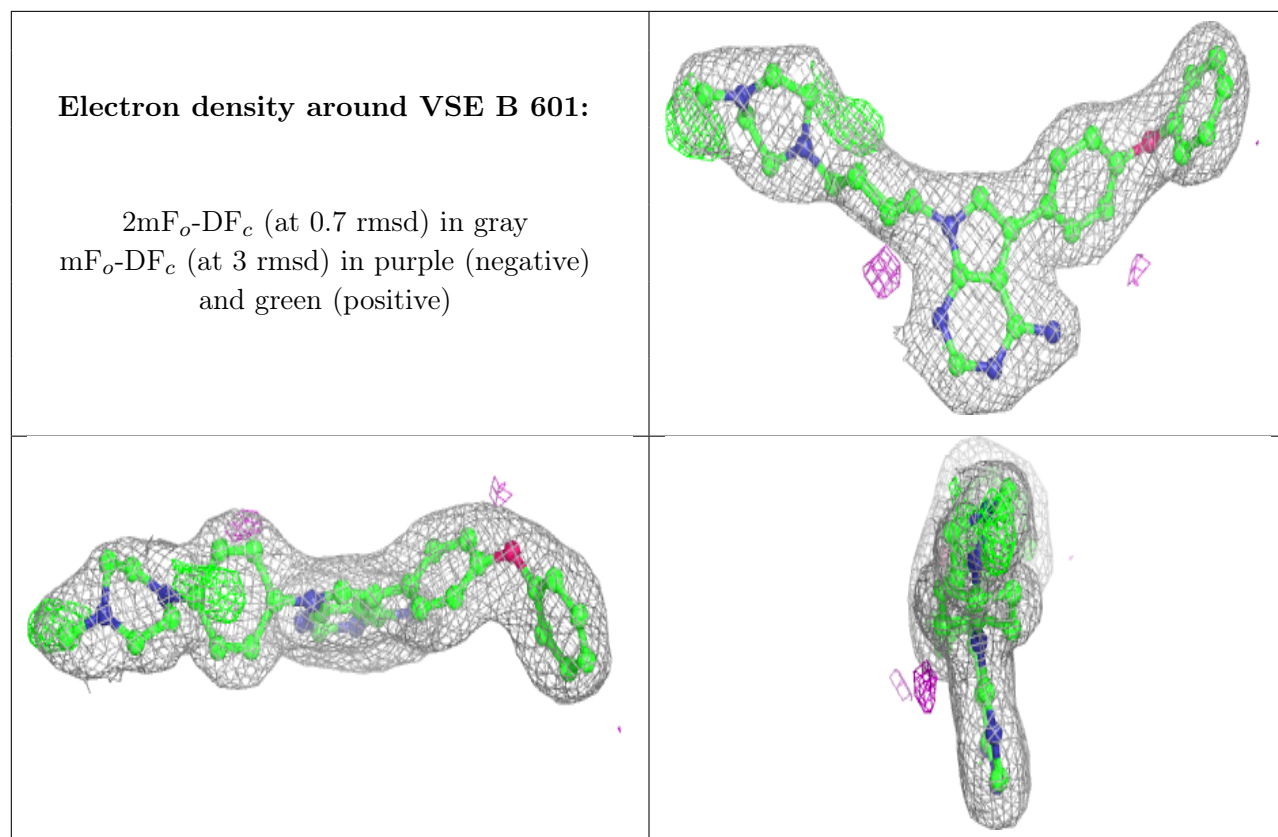 Electron density around VSE B 601:
2mFo-DFc (at 0.7 rmsd) in gray
mFo-DFc (at 3 rmsd) in purple (negative)
and green (positive)